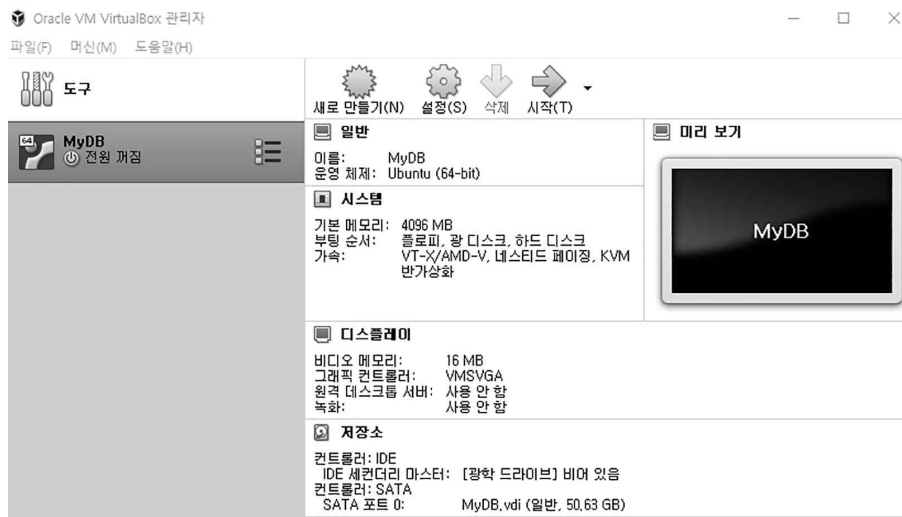 Oracle VM VirtualBox 관리자
파일(F) 머신(M) 도움말(H)
도구
새로 만들기(N) 설정(S) 삭제 시작(T)
64
MyDB
전원 꺼짐
일반
이름: MyDB
운영 체제: Ubuntu (64-bit)
시스템
기본 메모리: 4096 MB
부팅 순서: 플로피, 광 디스크, 하드 디스크
가속: VT-X/AMD-V, 네스티드 페이징, KVM
반가상화
미리 보기
MyDB
디스플레이
비디오 메모리: 16 MB
그래픽 컨트롤러: VMSVGA
원격 데스크톱 서버: 사용 안 함
녹화: 사용 안 함
저장소
컨트롤러: IDE
IDE 세컨더리 마스터: [광학 드라이브] 비어 있음
컨트롤러: SATA
SATA 포트 0: MyDB.vdi (일반, 50.63 GB)